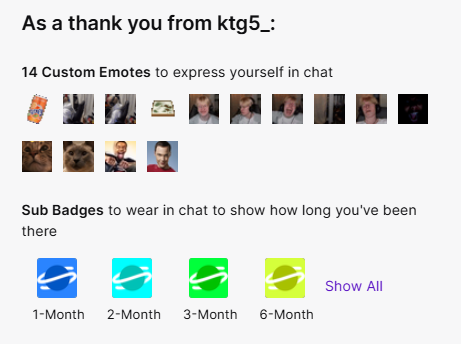 As a thank you from ktg5_:
14 Custom Emotes to express yourself in chat
Sub Badges to wear in chat to show how long you've been
there
1-Month 2-Month 3-Month 6-Month Show All